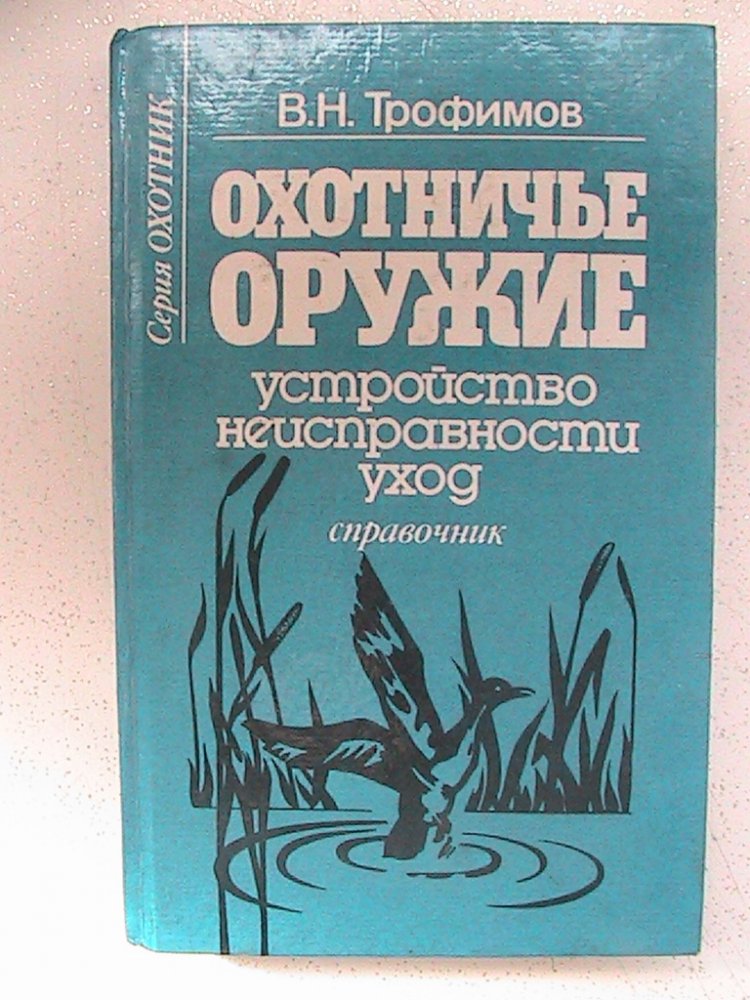 Серия ОХОТНИК
В.Н. Трофимов
ОХОТНИЧЬЕ
ОРУЖИЕ
устройство
неисправности
уход
справочник